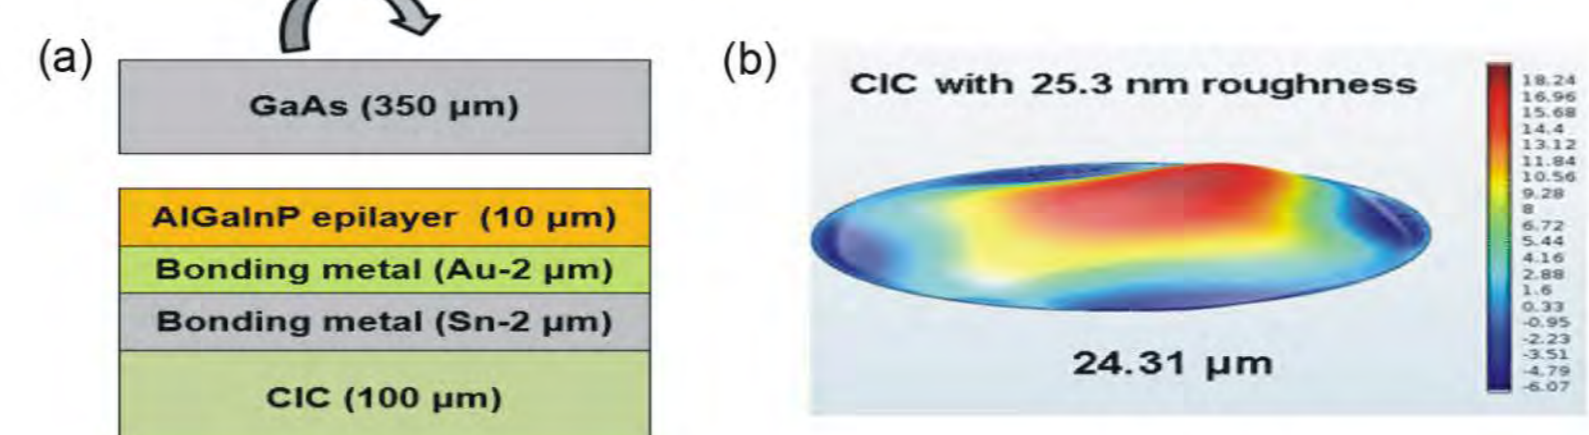 (a)
GaAs (350 µm)
AlGaInP epilayer (10 µm)
Bonding metal (Au-2 µm)
Bonding metal (Sn-2 µm)
CIC (100 µm)
(b)
CIC with 25.3 nm roughness
24.31 µm
18.24
16.96
15.68
14.4
13.12
11.84
10.56
9.28
8
6.72
5.44
4.16
2.88
1.6
0.33
-0.95
-2.23
-3.51
-4.79
-6.07